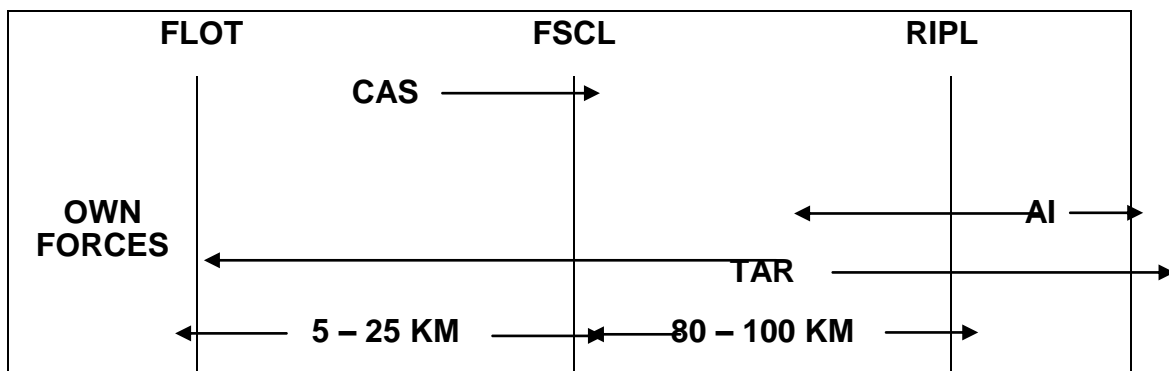 FLOT FSCL RIPL
CAS
OWN
FORCES
AI
TAR
5 – 25 KM 80 – 100 KM